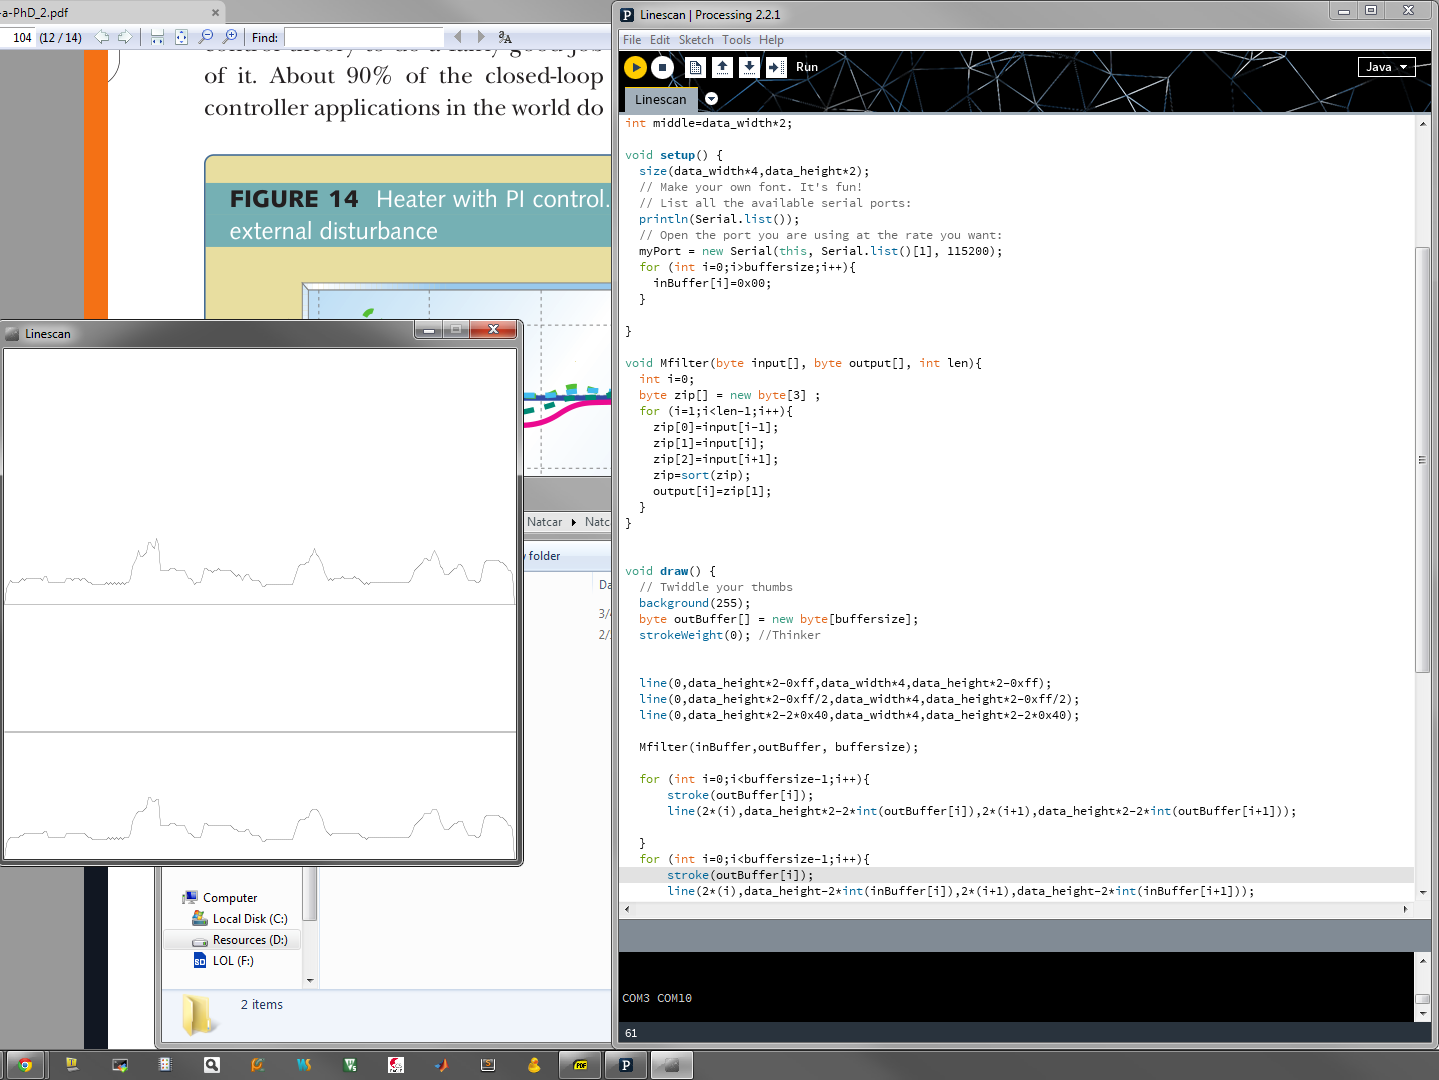 -a-PhD_2.pdf
104 (12 / 14)
Find:
of it. About 90% of the closed-loop
controller applications in the world do
FIGURE 14 Heater with PI control.
external disturbance
Linescan
Natcar
Natc
folder
3/
2/
Computer
Local Disk (C:)
Resources (D:)
LOL (F:)
2 items
Linescan | Processing 2.2.1
File Edit Sketch Tools Help
Run
Java
Linescan
int middle=data_width*2;
void setup() {
size(data_width*4,data_height*2);
// Make your own font. It's fun!
// List all the available serial ports:
println(Serial.list());
// Open the port you are using at the rate you want:
myPort = new Serial(this, Serial.list()[1], 115200);
for (int i=0;i>buffersize;i++){
inBuffer[i]=0x00;
}
}
void Mfilter(byte input[], byte output[], int len){
int i=0;
byte zip[] = new byte[3] ;
for (i=1;i<len-1;i++){
zip[0]=input[i-1];
zip[1]=input[i];
zip[2]=input[i+1];
zip=sort(zip);
output[i]=zip[1];
}
}
void draw() {
// Twiddle your thumbs
background(255);
byte outBuffer[] = new byte[buffersize];
strokeWeight(0); //Thinker
line(0,data_height*2-0xff,data_width*4,data_height*2-0xff);
line(0,data_height*2-0xff/2,data_width*4,data_height*2-0xff/2);
line(0,data_height*2-2*0x40,data_width*4,data_height*2-2*0x40);
Mfilter(inBuffer,outBuffer, buffersize);
for (int i=0;i<buffersize-1;i++){
stroke(outBuffer[i]);
line(2*(i),data_height*2-2*int(outBuffer[i]),2*(i+1),data_height*2-2*int(outBuffer[i+1]));
}
for (int i=0;i<buffersize-1;i++){
stroke(outBuffer[i]);
line(2*(i),data_height-2*int(inBuffer[i]),2*(i+1),data_height-2*int(inBuffer[i+1]));
COM3 COM10
61